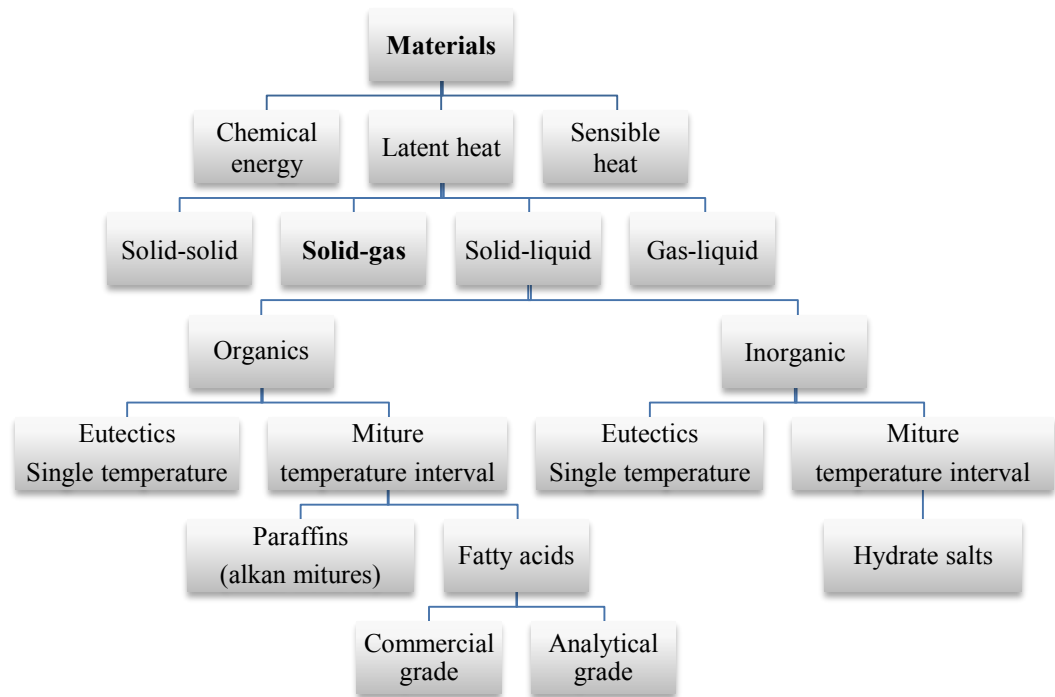 Materials
Chemical
energy
Latent heat
Sensible
heat
Solid-solid
Solid-gas
Solid-liquid
Gas-liquid
Organics
Inorganic
Eutectics
Single temperature
Miture
temperature interval
Eutectics
Single temperature
Miture
temperature interval
Paraffins
(alkan mitures)
Fatty acids
Hydrate salts
Commercial
grade
Analytical
grade